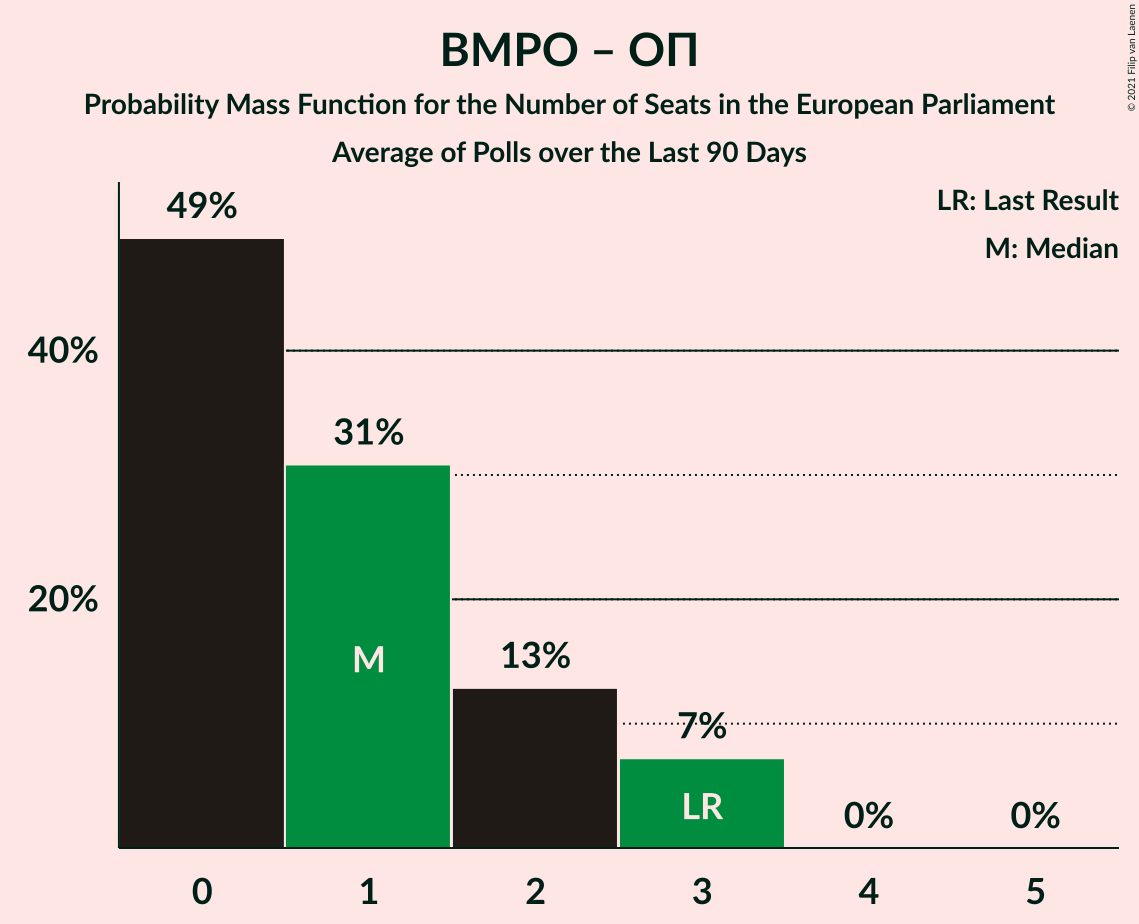 ВМРО – ОП
Probability Mass Function for the Number of Seats in the European Parliament
Average of Polls over the Last 90 Days
© 2021 Filip van Laenen
LR: Last Result
M: Median
49%
40%
31%
20%
M
13%
7%
LR
0%
0%
0
1
2
3
4
5